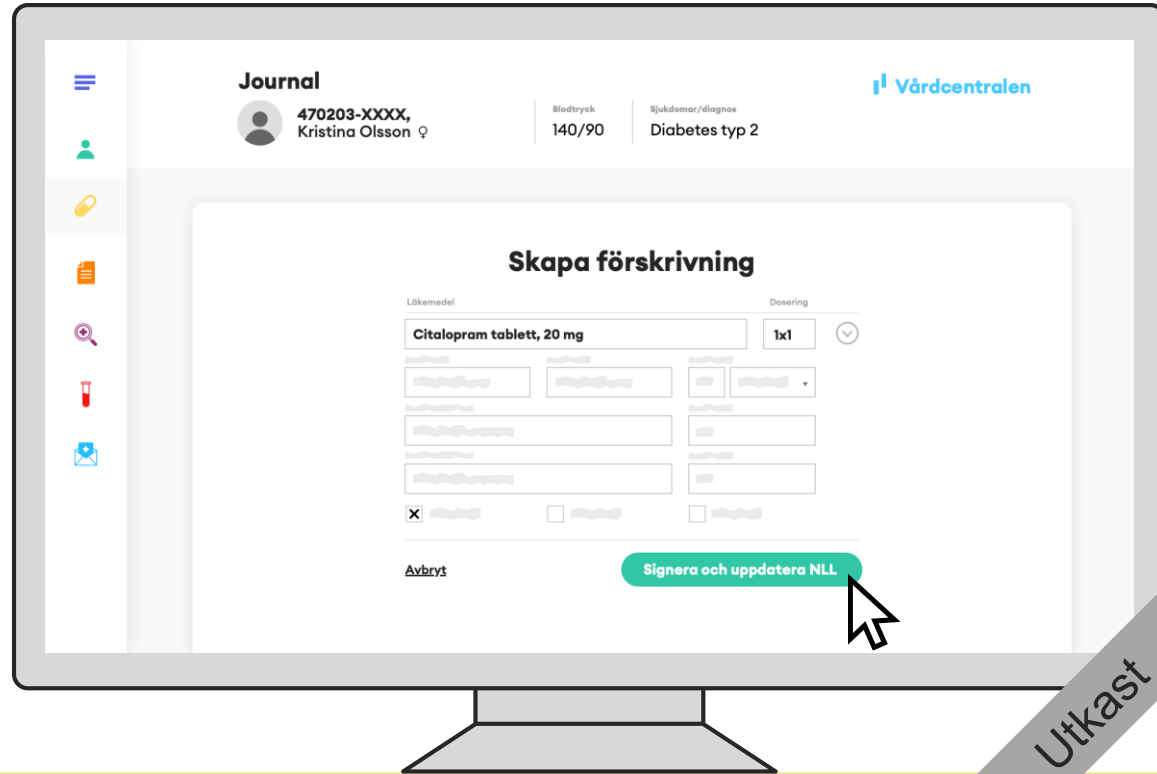 Journal
470203-XXXX,
Kristina Olsson ♀
Blodtryck
140/90
Sjukdomar/diagnos
Diabetes typ 2
Vårdcentralen
Skapa förskrivning
Läkemedel
Dosering
Citalopram tablett, 20 mg
1x1
Avbryt
Signera och uppdatera NLL
Utkast